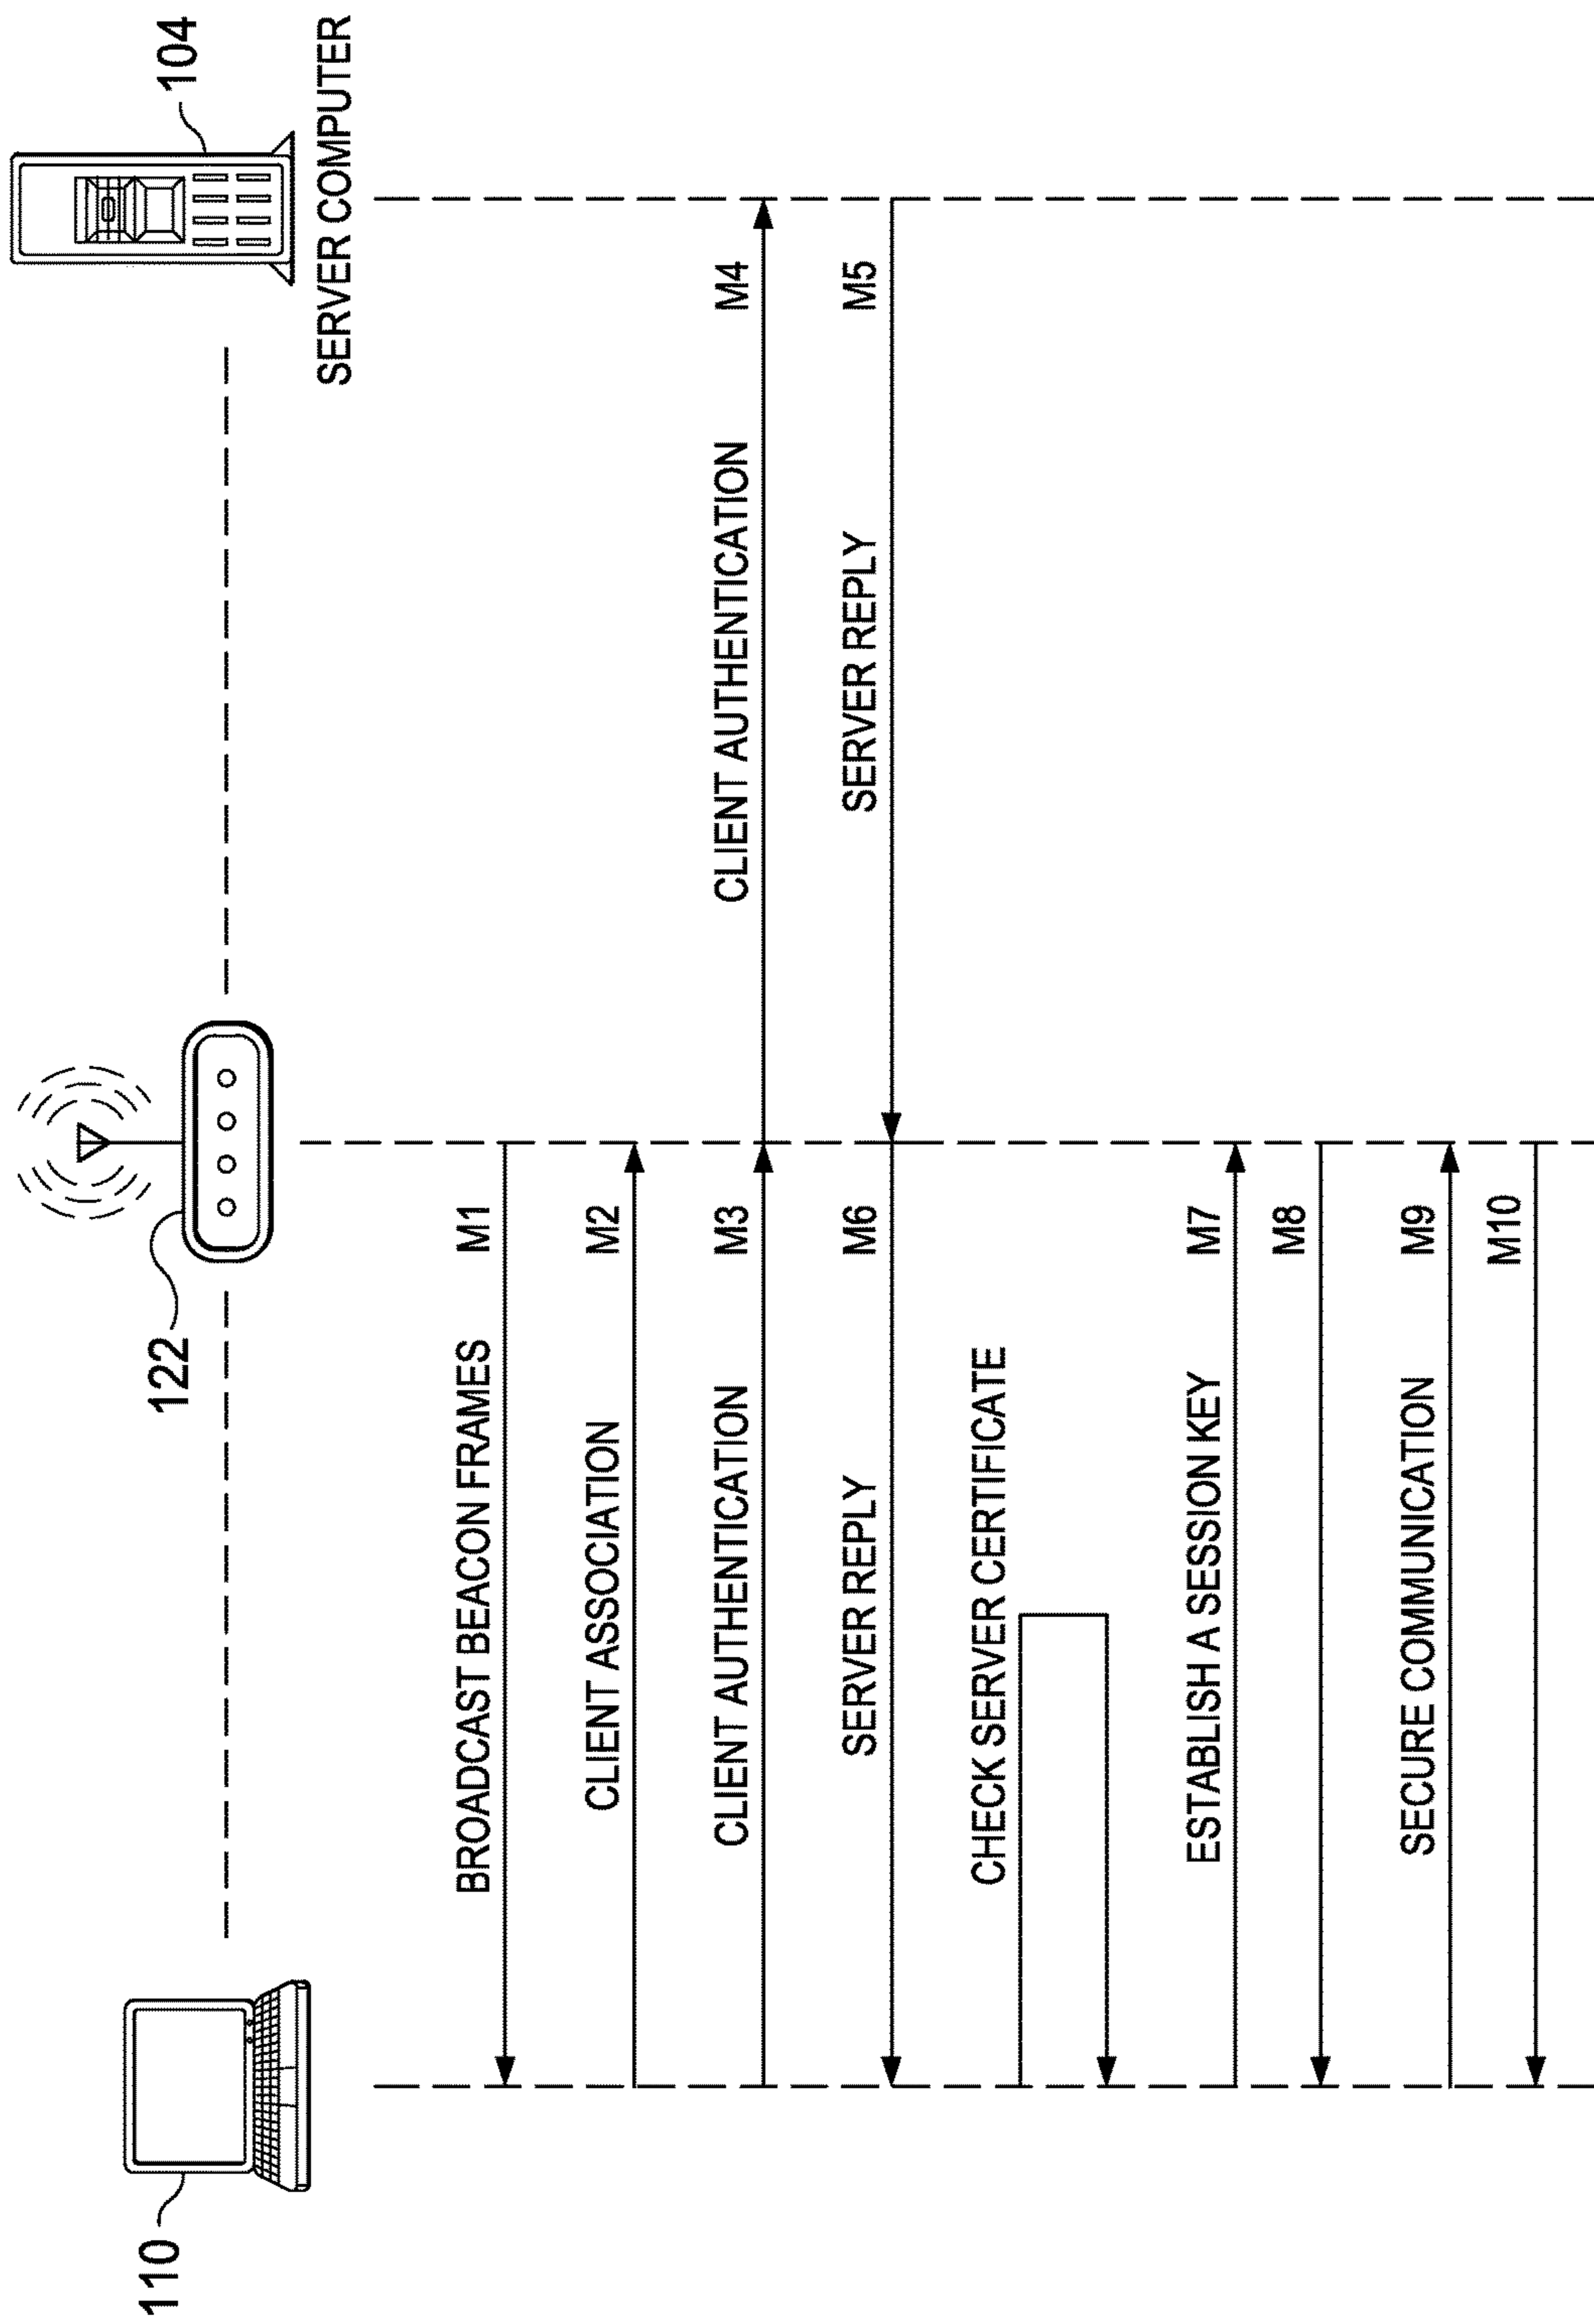 110
122
104
SERVER COMPUTER
BROADCAST BEACON FRAMES M1
CLIENT ASSOCIATION M2
CLIENT AUTHENTICATION M3
CLIENT AUTHENTICATION M4
SERVER REPLY M6
SERVER REPLY M5
CHECK SERVER CERTIFICATE
ESTABLISH A SESSION KEY M7
M8
SECURE COMMUNICATION M9
M10